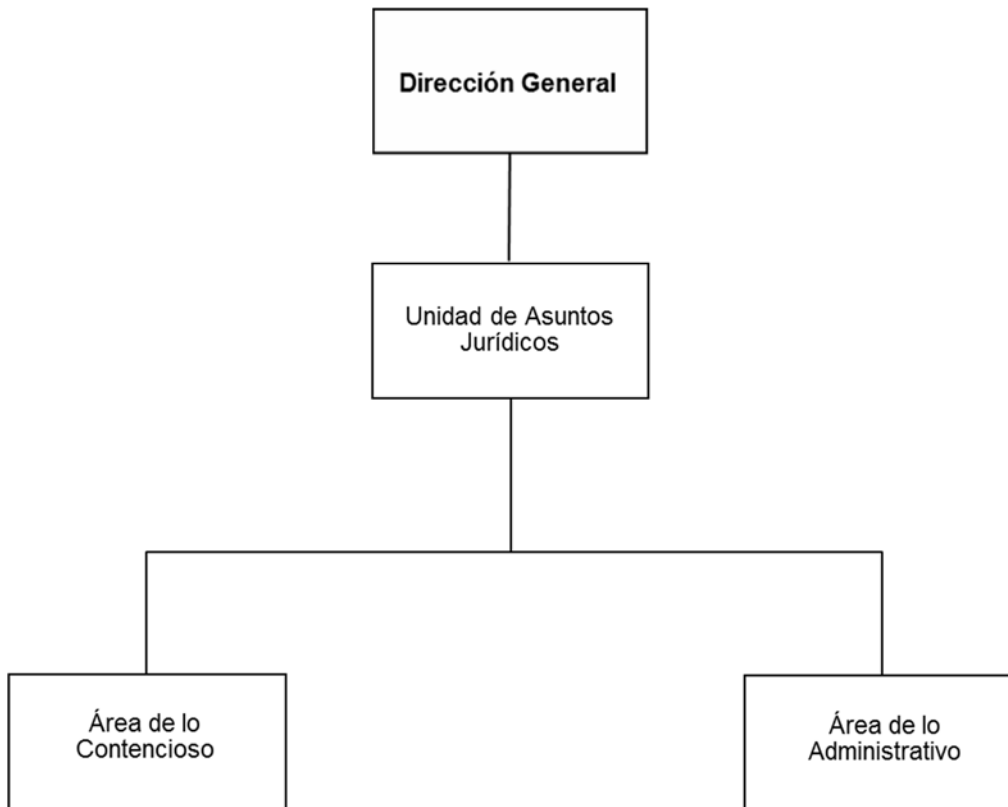 Dirección General
Unidad de Asuntos
Jurídicos
Área de lo
Contencioso
Área de lo
Administrativo